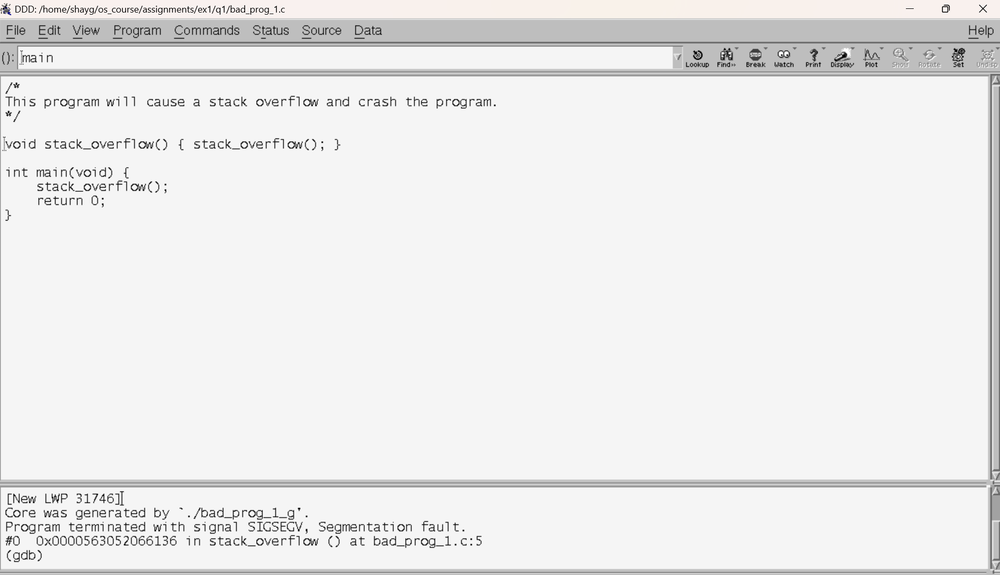 DDD: /home/shayg/os_course/assignments/ex1/q1/bad_prog_1.c
File Edit View Program Commands Status Source Data Help
(): main
Lookup Find» Break Watch Print Display Plot Show Rotate Set Undisp
/*
This program will cause a stack overflow and crash the program.
*/
void stack_overflow() { stack_overflow(); }
int main(void) {
    stack_overflow();
    return 0;
}
[New LWP 31746]
Core was generated by `./bad_prog_1_g'.
Program terminated with signal SIGSEGV, Segmentation fault.
#0  0x0000563052066136 in stack_overflow () at bad_prog_1.c:5
(gdb)